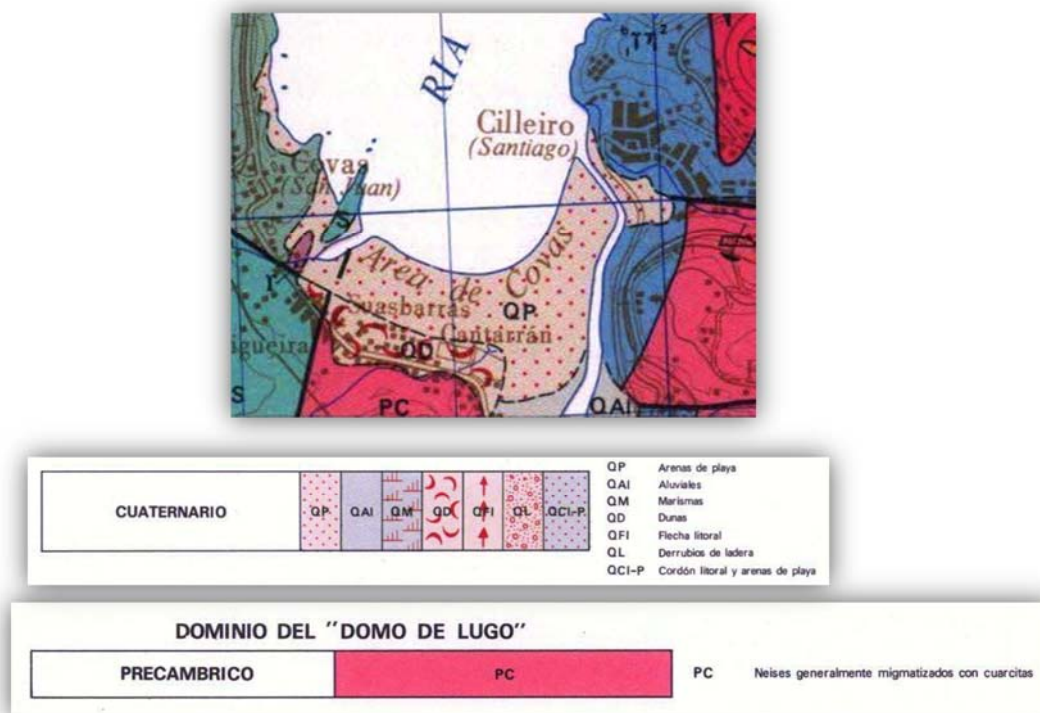 RIA
Cilleiro
(Santiago)
Covas
(San Juan)
Area de Covas
QP
Suasbarras
Cantarrán
QD
igueira
S
PC
QAl
CUATERNARIO
QP QAl QM QD QFl QL QCl-P
QP Arenas de playa
QAl Aluviales
QM Marismas
QD Dunas
QFl Flecha litoral
QL Derrubios de ladera
QCl-P Cordón litoral y arenas de playa
DOMINIO DEL "DOMO DE LUGO"
PRECAMBRICO
PC
PC Neises generalmente migmatizados con cuarcitas